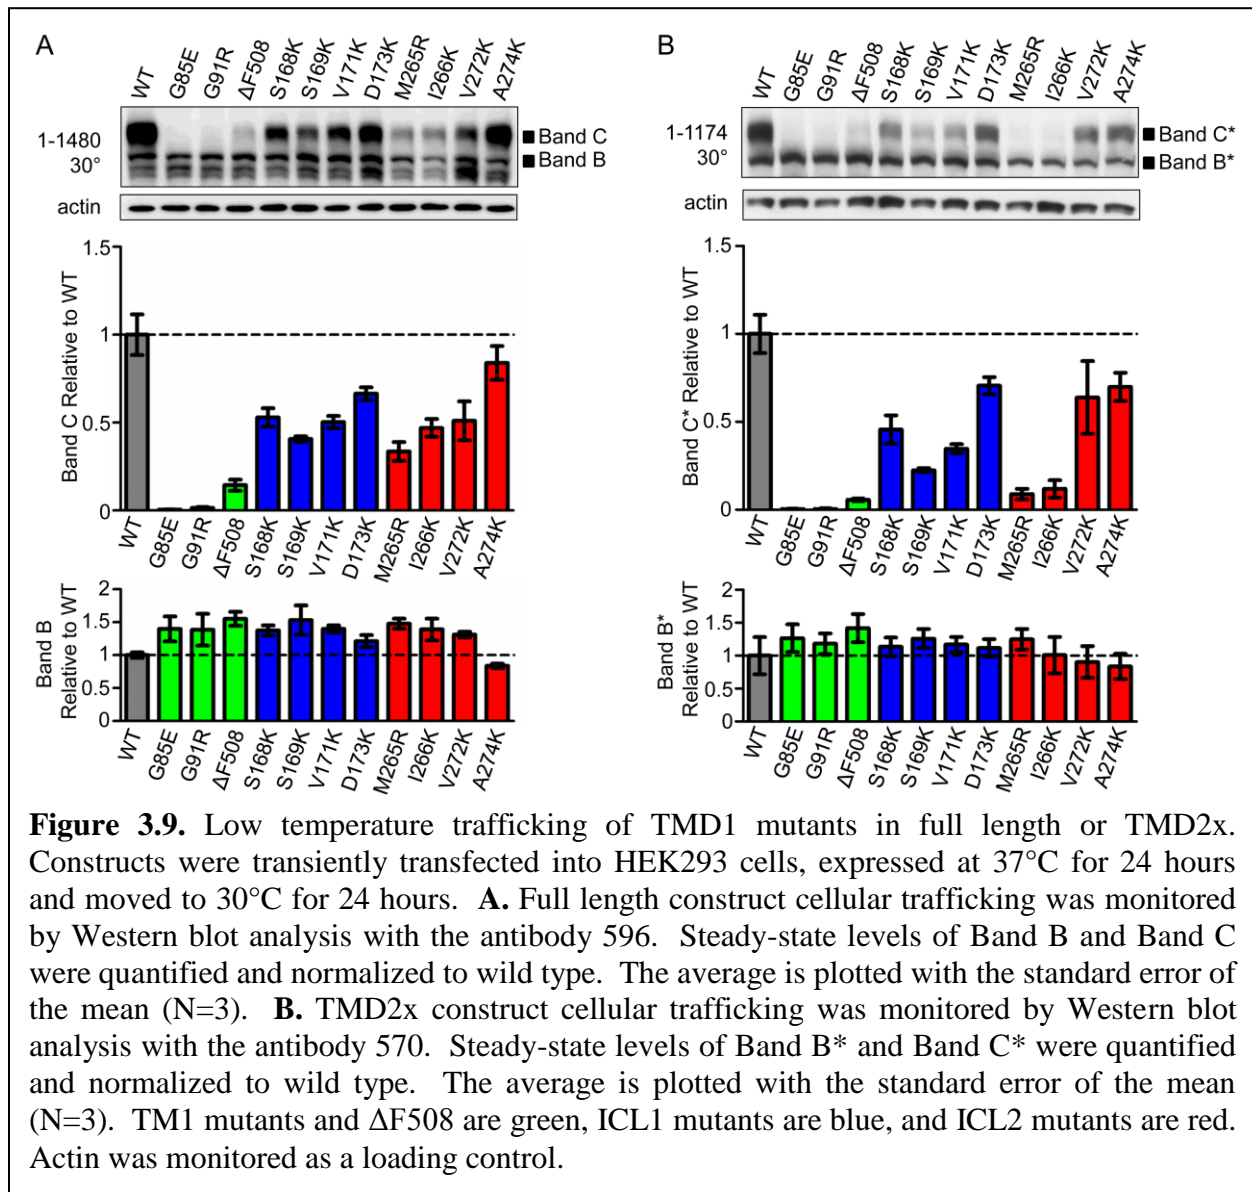 A
WT G85E G91R ΔF508 S168K S169K V171K D173K M265R I266K V272K A274K
1-1480
30°
Band C
Band B
actin
Band C Relative to WT
1.5
1
0.5
0
WT G85E G91R ΔF508 S168K S169K V171K D173K M265R I266K V272K A274K
Band B
Relative to WT
2
1.5
1
0.5
0
WT G85E G91R ΔF508 S168K S169K V171K D173K M265R I266K V272K A274K
B
WT G85E G91R ΔF508 S168K S169K V171K D173K M265R I266K V272K A274K
1-1174
30°
Band C*
Band B*
actin
Band C* Relative to WT
1.5
1
0.5
0
WT G85E G91R ΔF508 S168K S169K V171K D173K M265R I266K V272K A274K
Band B*
Relative to WT
2
1.5
1
0.5
0
WT G85E G91R ΔF508 S168K S169K V171K D173K M265R I266K V272K A274K
Figure 3.9. Low temperature trafficking of TMD1 mutants in full length or TMD2x.
Constructs were transiently transfected into HEK293 cells, expressed at 37°C for 24 hours
and moved to 30°C for 24 hours. A. Full length construct cellular trafficking was monitored
by Western blot analysis with the antibody 596. Steady-state levels of Band B and Band C
were quantified and normalized to wild type. The average is plotted with the standard error of
the mean (N=3). B. TMD2x construct cellular trafficking was monitored by Western blot
analysis with the antibody 570. Steady-state levels of Band B* and Band C* were quantified
and normalized to wild type. The average is plotted with the standard error of the mean
(N=3). TM1 mutants and ΔF508 are green, ICL1 mutants are blue, and ICL2 mutants are red.
Actin was monitored as a loading control.